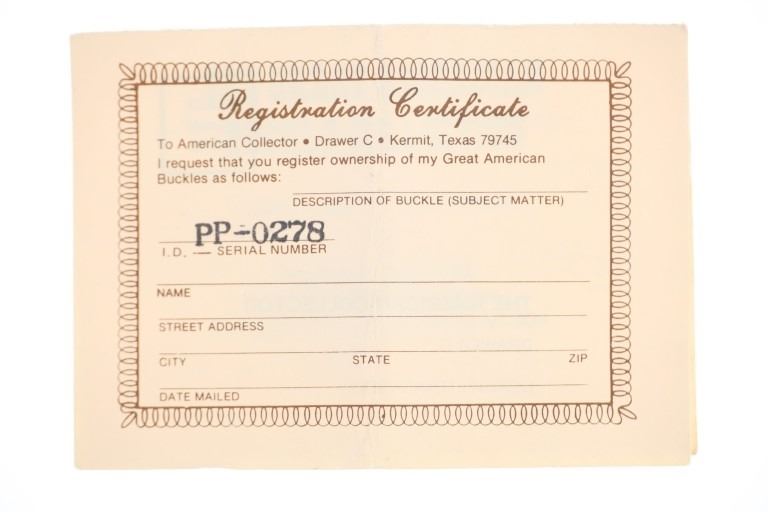 Registration Certificate
To American Collector • Drawer C • Kermit, Texas 79745
I request that you register ownership of my Great American
Buckles as follows:
DESCRIPTION OF BUCKLE (SUBJECT MATTER)
PP-0278
I.D. — SERIAL NUMBER
NAME
STREET ADDRESS
CITY STATE ZIP
DATE MAILED